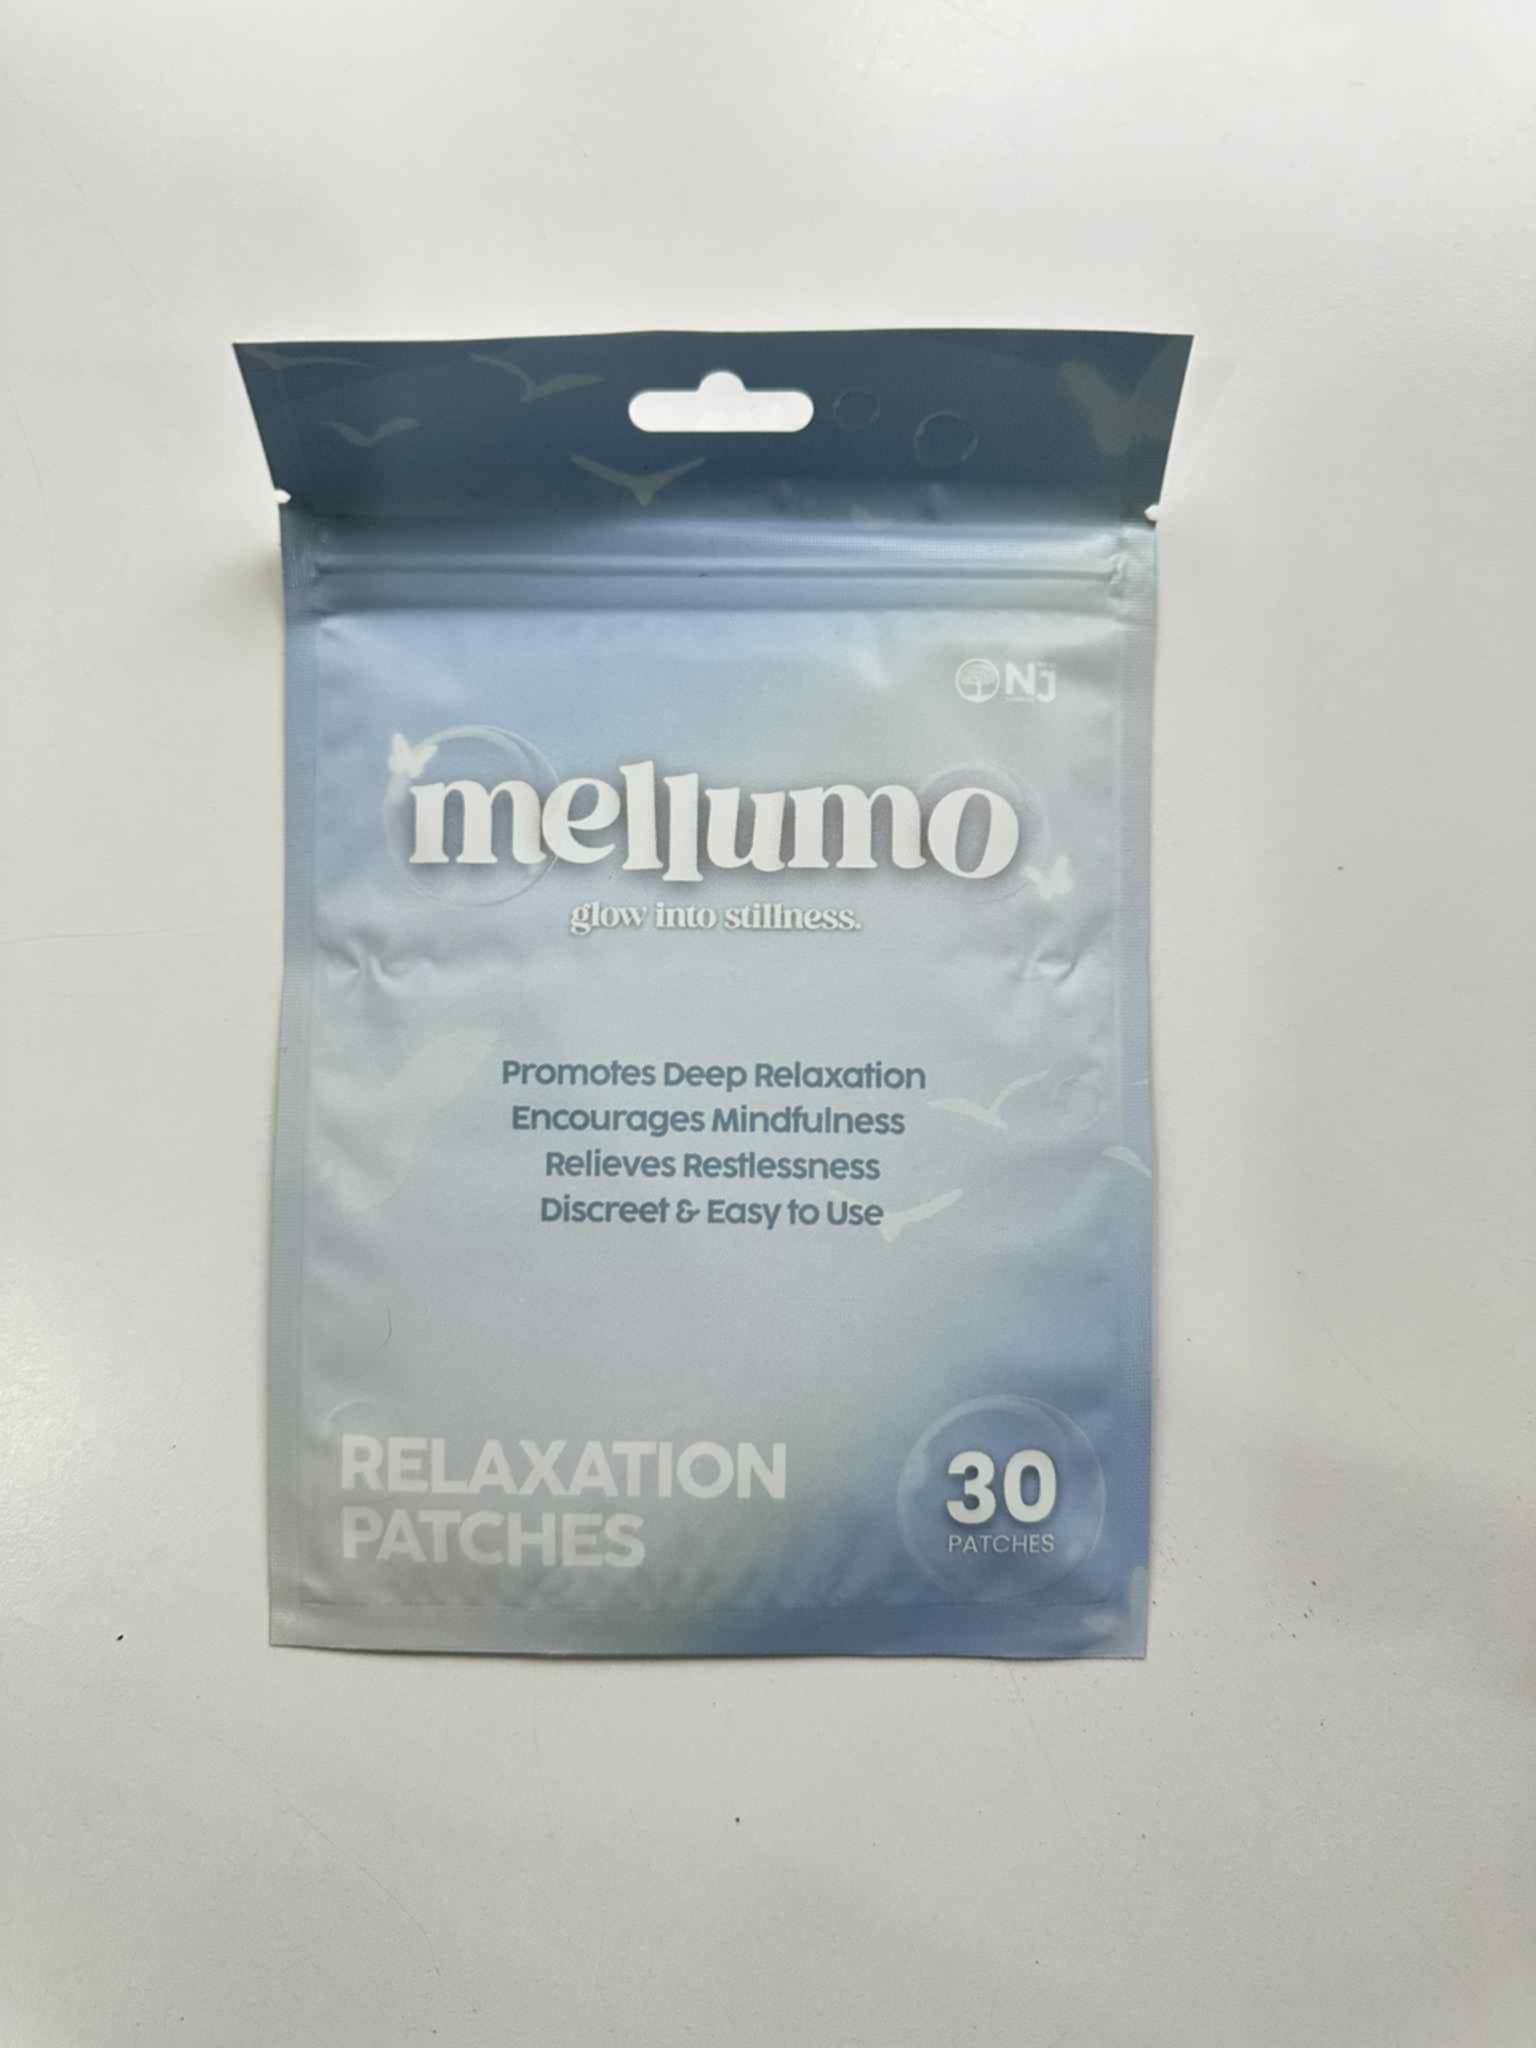 NJ
mellumo
glow into stillness.
Promotes Deep Relaxation
Encourages Mindfulness
Relieves Restlessness
Discreet & Easy to Use
RELAXATION
PATCHES
30
PATCHES